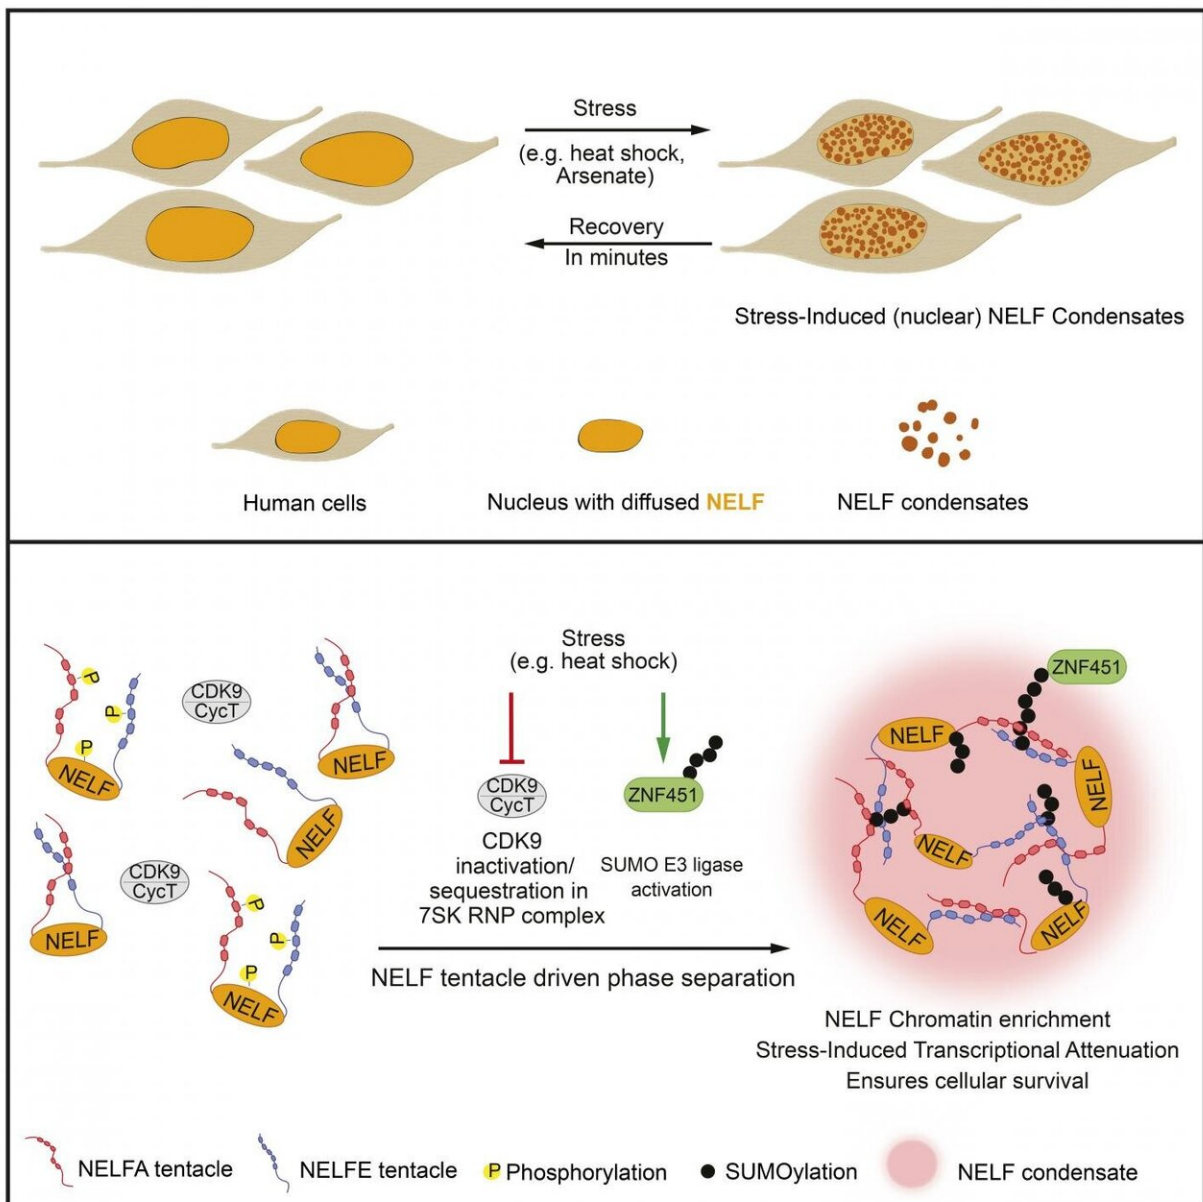 Stress
(e.g. heat shock,
Arsenate)
Recovery
In minutes
Stress-Induced (nuclear) NELF Condensates
Human cells
Nucleus with diffused NELF
NELF condensates
P
P
P
NELF
CDK9
CycT
NELF
NELF
NELF
CDK9
CycT
P
P
P
NELF
Stress
(e.g. heat shock)
CDK9
CycT
ZNF451
CDK9
inactivation/
sequestration in
7SK RNP complex
SUMO E3 ligase
activation
NELF tentacle driven phase separation
ZNF451
NELF
NELF
NELF
NELF
NELF
NELF Chromatin enrichment
Stress-Induced Transcriptional Attenuation
Ensures cellular survival
NELFA tentacle
NELFE tentacle
P Phosphorylation
SUMOylation
NELF condensate